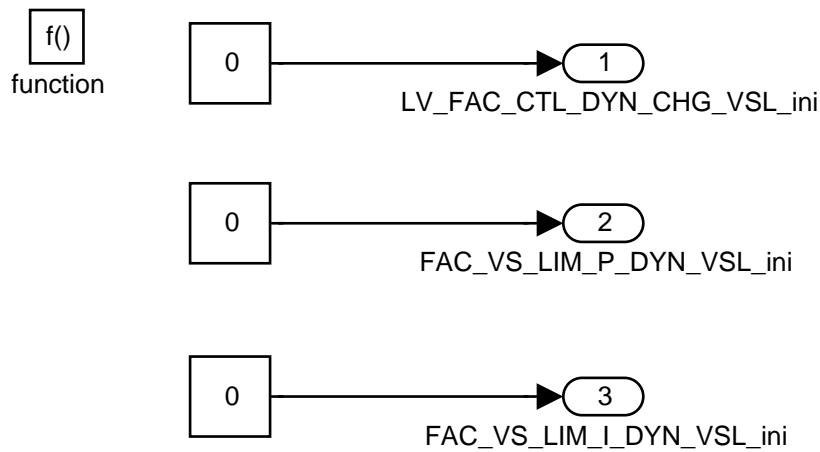 f()
function
0
1
LV_FAC_CTL_DYN_CHG_VSL_ini
0
2
FAC_VS_LIM_P_DYN_VSL_ini
0
3
FAC_VS_LIM_I_DYN_VSL_ini